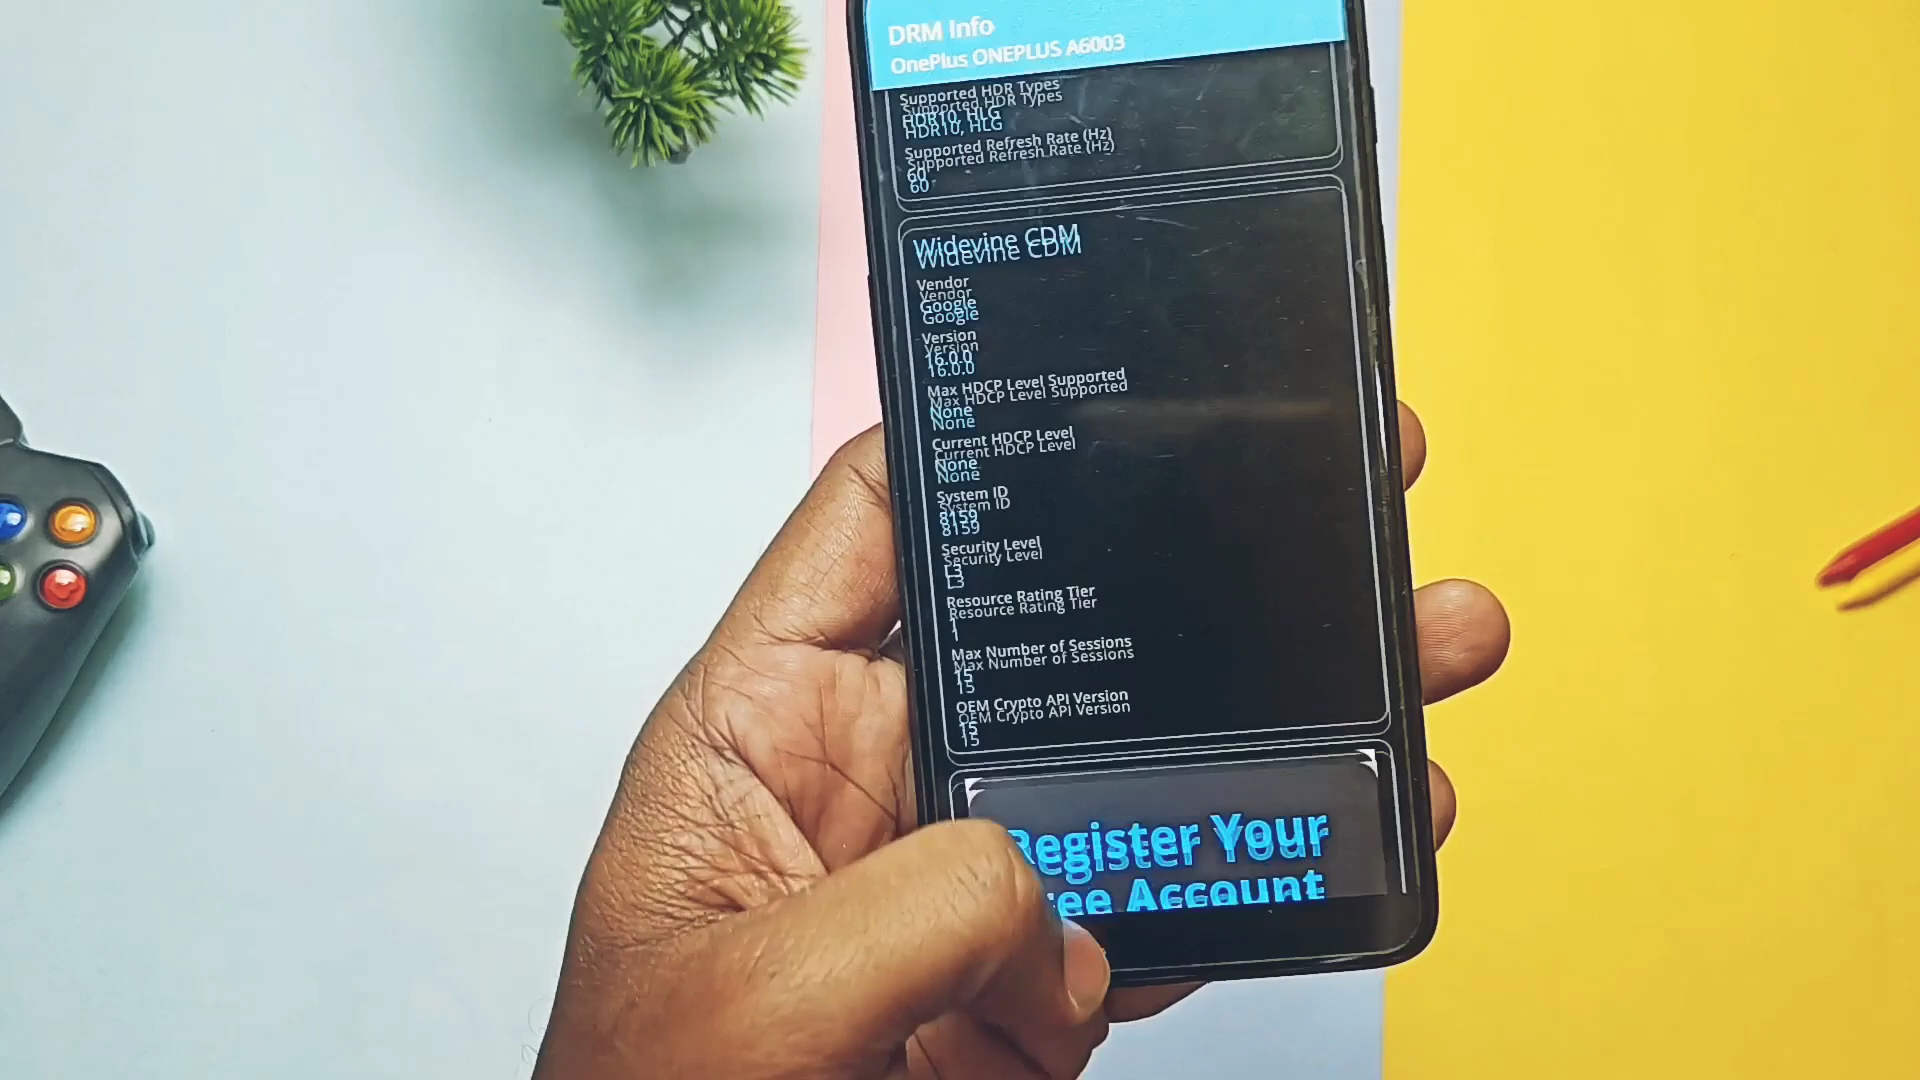 DRM Info
OnePlus ONEPLUS A6003
Supported HDR Types
HDR10, HLG
Supported Refresh Rate (Hz)
60
Widevine CDM
Vendor
Google
Version
16.0.0
Max HDCP Level Supported
None
Current HDCP Level
None
System ID
8159
Security Level
L3
Resource Rating Tier
1
Max Number of Sessions
15
OEM Crypto API Version
15
Register Your
ree Account